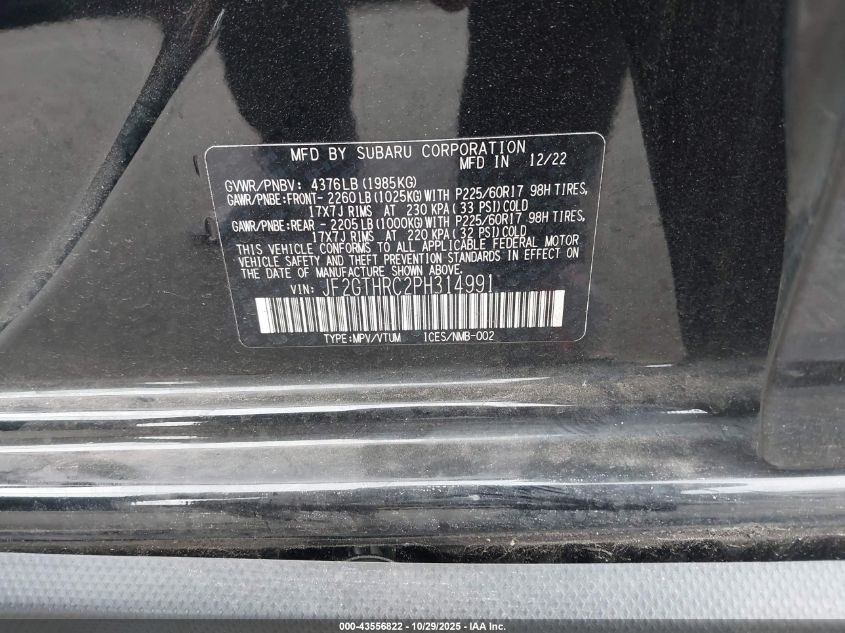 MFD BY SUBARU CORPORATION
MFD IN 12/22
GVWR/PNBV: 4376LB (1985KG)
GAWR/PNBE:FRONT- 2260 LB (1025KG) WITH P225/60R17 98H TIRES,
17X7J RIMS AT 230 KPA (33 PSI) COLD
GAWR/PNBE:REAR - 2205 LB (1000KG) WITH P225/60R17 98H TIRES,
17X7J RIMS AT 220 KPA (32 PSI) COLD
THIS VEHICLE CONFORMS TO ALL APPLICABLE FEDERAL MOTOR
VEHICLE SAFETY AND THEFT PREVENTION STANDARDS IN EFFECT ON
THE DATE OF MANUFACTURE SHOWN ABOVE.
VIN: JF2GTHRC2PH314991
TYPE:MPV/VTUM ICES/NMB-002
000-43556822 - 10/29/2025 - IAA Inc.